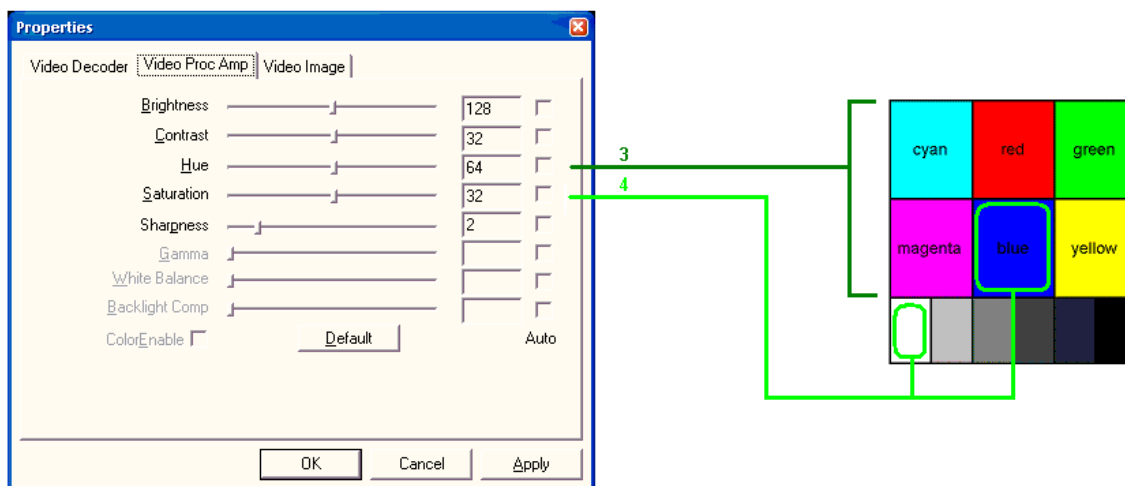 Properties
Video Decoder Video Proc Amp Video Image
Brightness 128
Contrast 32
Hue 64
Saturation 32
Sharpness 2
Gamma
White Balance
Backlight Comp
ColorEnable Default Auto
OK Cancel Apply
3
4
cyan red green
magenta blue yellow